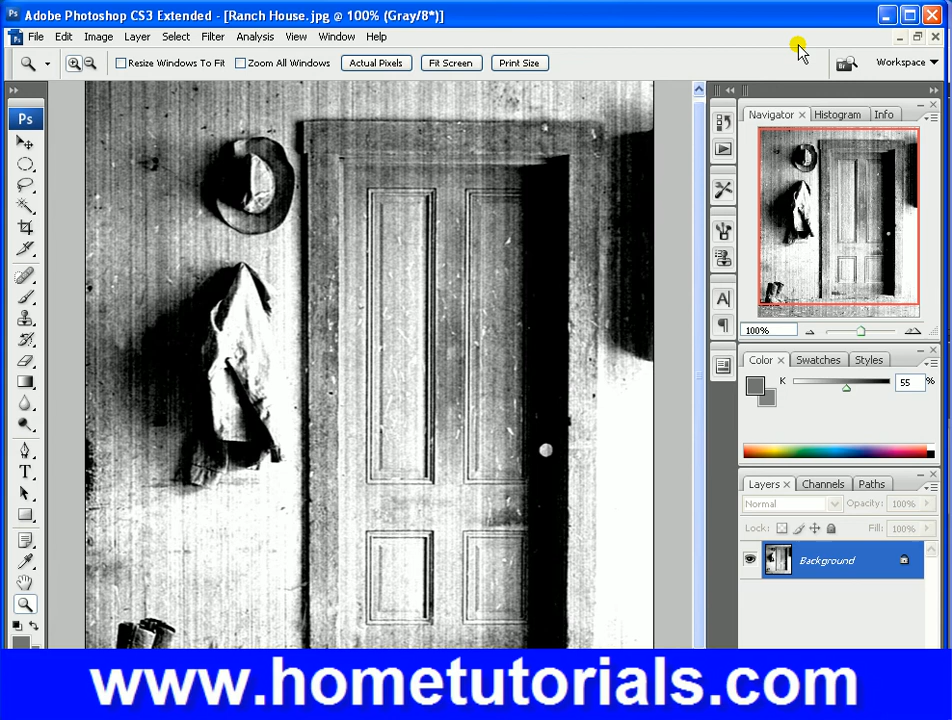 Adobe Photoshop CS3 Extended - [Ranch House.jpg @ 100% (Gray/8*)]
File Edit Image Layer Select Filter Analysis View Window Help
Resize Windows To Fit Zoom All Windows Actual Pixels Fit Screen Print Size Workspace
Ps
Navigator Histogram Info
100%
Color Swatches Styles
K 55 %
Layers Channels Paths
Normal Opacity: 100%
Lock: Fill: 100%
Background
www.hometutorials.com